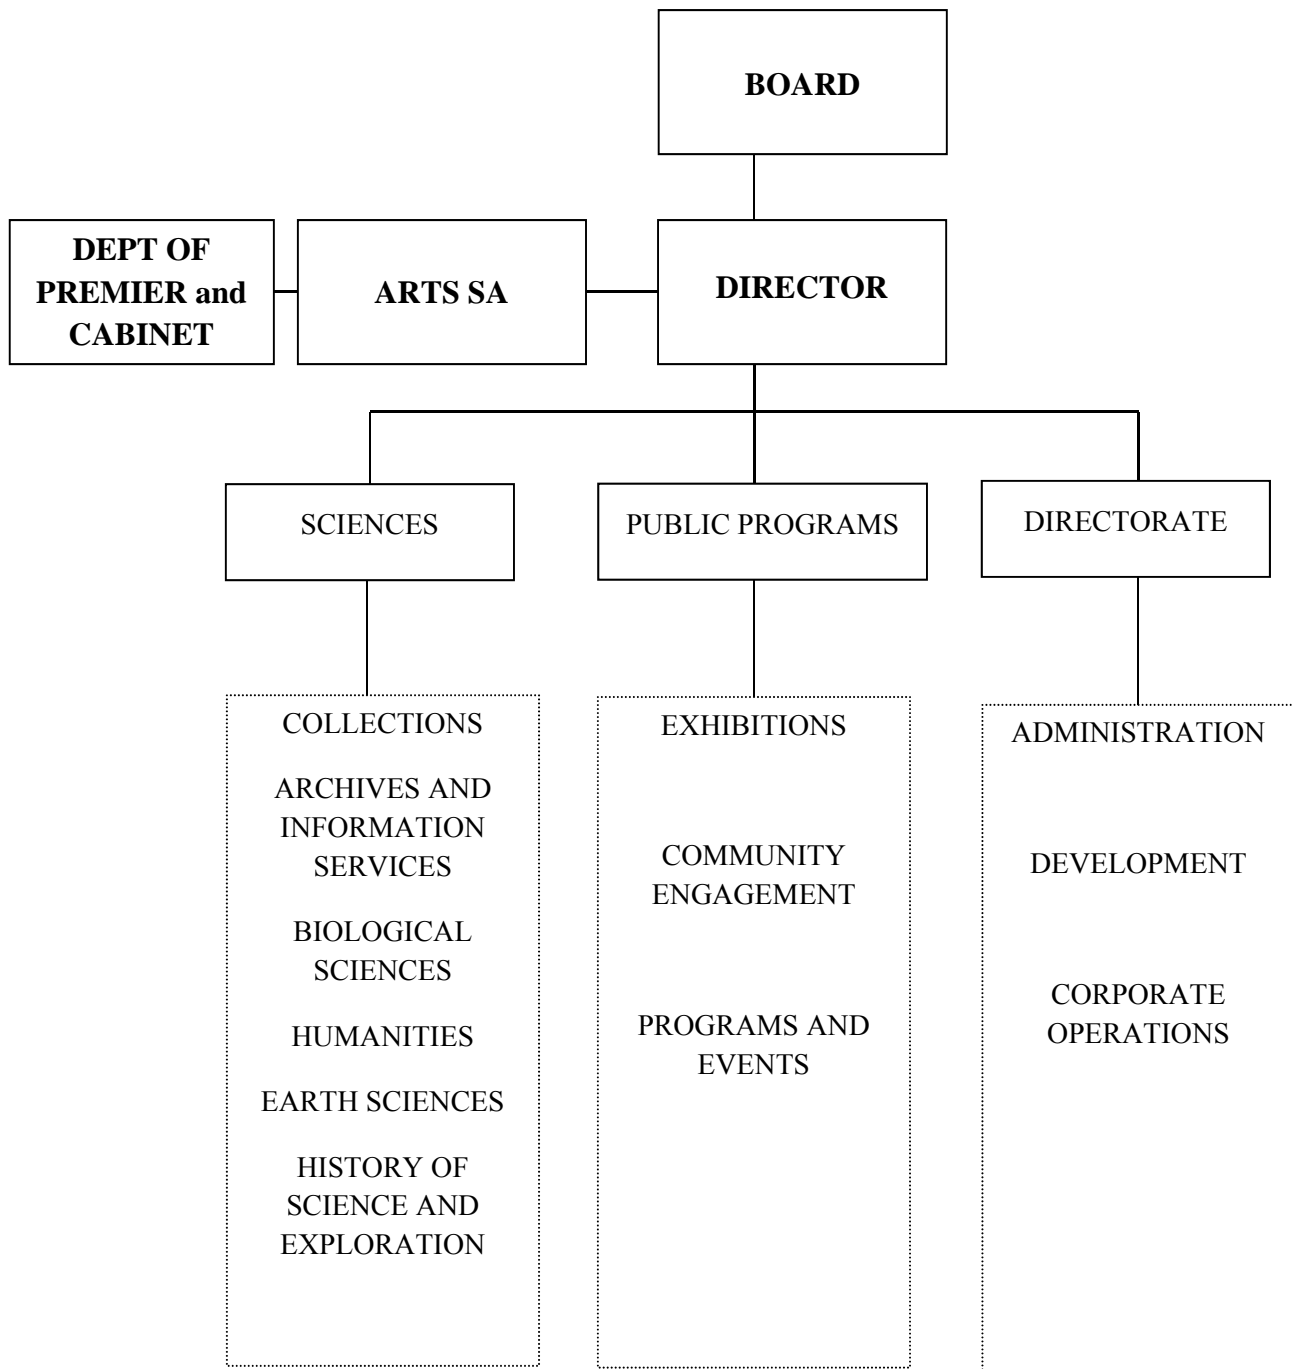 BOARD
DEPT OF
PREMIER and
CABINET
ARTS SA
DIRECTOR
SCIENCES
PUBLIC PROGRAMS
DIRECTORATE
COLLECTIONS
ARCHIVES AND
INFORMATION
SERVICES
BIOLOGICAL
SCIENCES
HUMANITIES
EARTH SCIENCES
HISTORY OF
SCIENCE AND
EXPLORATION
EXHIBITIONS
COMMUNITY
ENGAGEMENT
PROGRAMS AND
EVENTS
ADMINISTRATION
DEVELOPMENT
CORPORATE
OPERATIONS